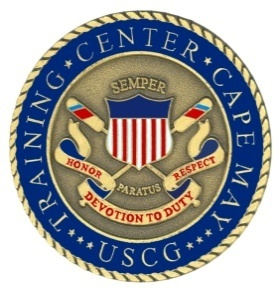 TRAINING ★ CENTER ★ CAPE MAY
★ USCG ★
SEMPER
PARATUS
HONOR
RESPECT
DEVOTION TO DUTY